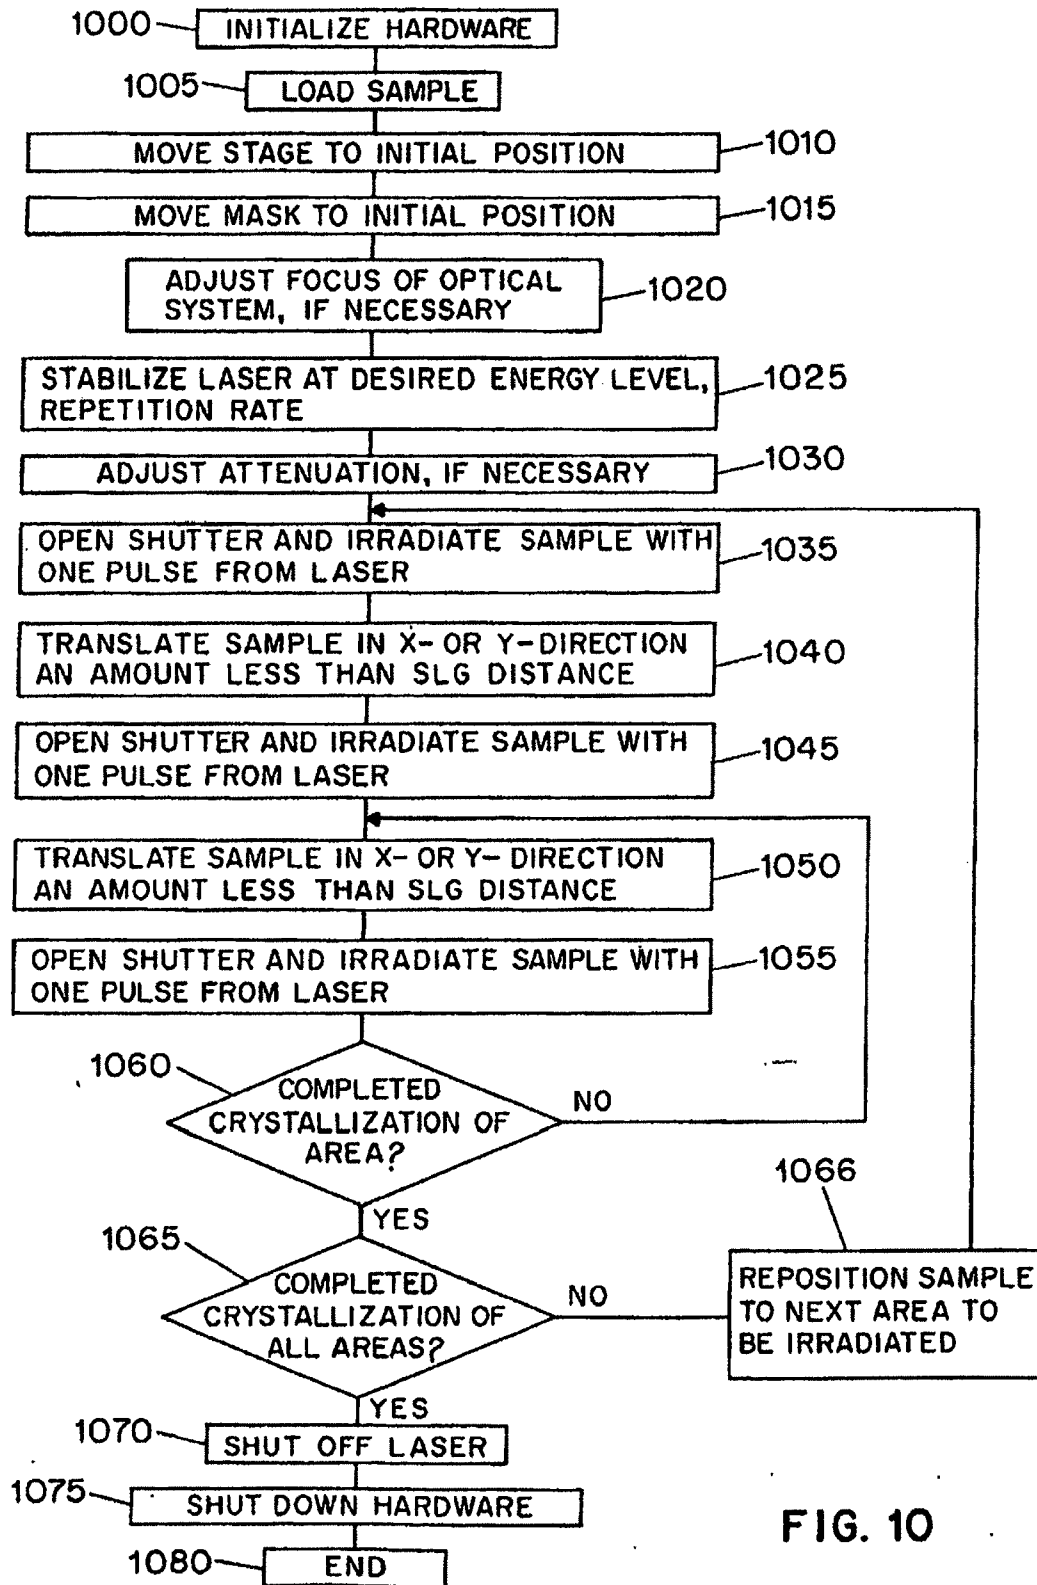 1000
INITIALIZE HARDWARE
1005
LOAD SAMPLE
MOVE STAGE TO INITIAL POSITION
1010
MOVE MASK TO INITIAL POSITION
1015
ADJUST FOCUS OF OPTICAL
SYSTEM, IF NECESSARY
1020
STABILIZE LASER AT DESIRED ENERGY LEVEL,
REPETITION RATE
1025
ADJUST ATTENUATION, IF NECESSARY
1030
OPEN SHUTTER AND IRRADIATE SAMPLE WITH
ONE PULSE FROM LASER
1035
TRANSLATE SAMPLE IN X- OR Y-DIRECTION
AN AMOUNT LESS THAN SLG DISTANCE
1040
OPEN SHUTTER AND IRRADIATE SAMPLE WITH
ONE PULSE FROM LASER
1045
TRANSLATE SAMPLE IN X- OR Y- DIRECTION
AN AMOUNT LESS THAN SLG DISTANCE
1050
OPEN SHUTTER AND IRRADIATE SAMPLE WITH
ONE PULSE FROM LASER
1055
1060
COMPLETED
CRYSTALLIZATION OF
AREA?
NO
YES
1065
COMPLETED
CRYSTALLIZATION OF
ALL AREAS?
NO
1066
REPOSITION SAMPLE
TO NEXT AREA TO
BE IRRADIATED
YES
1070
SHUT OFF LASER
1075
SHUT DOWN HARDWARE
1080
END
FIG. 10